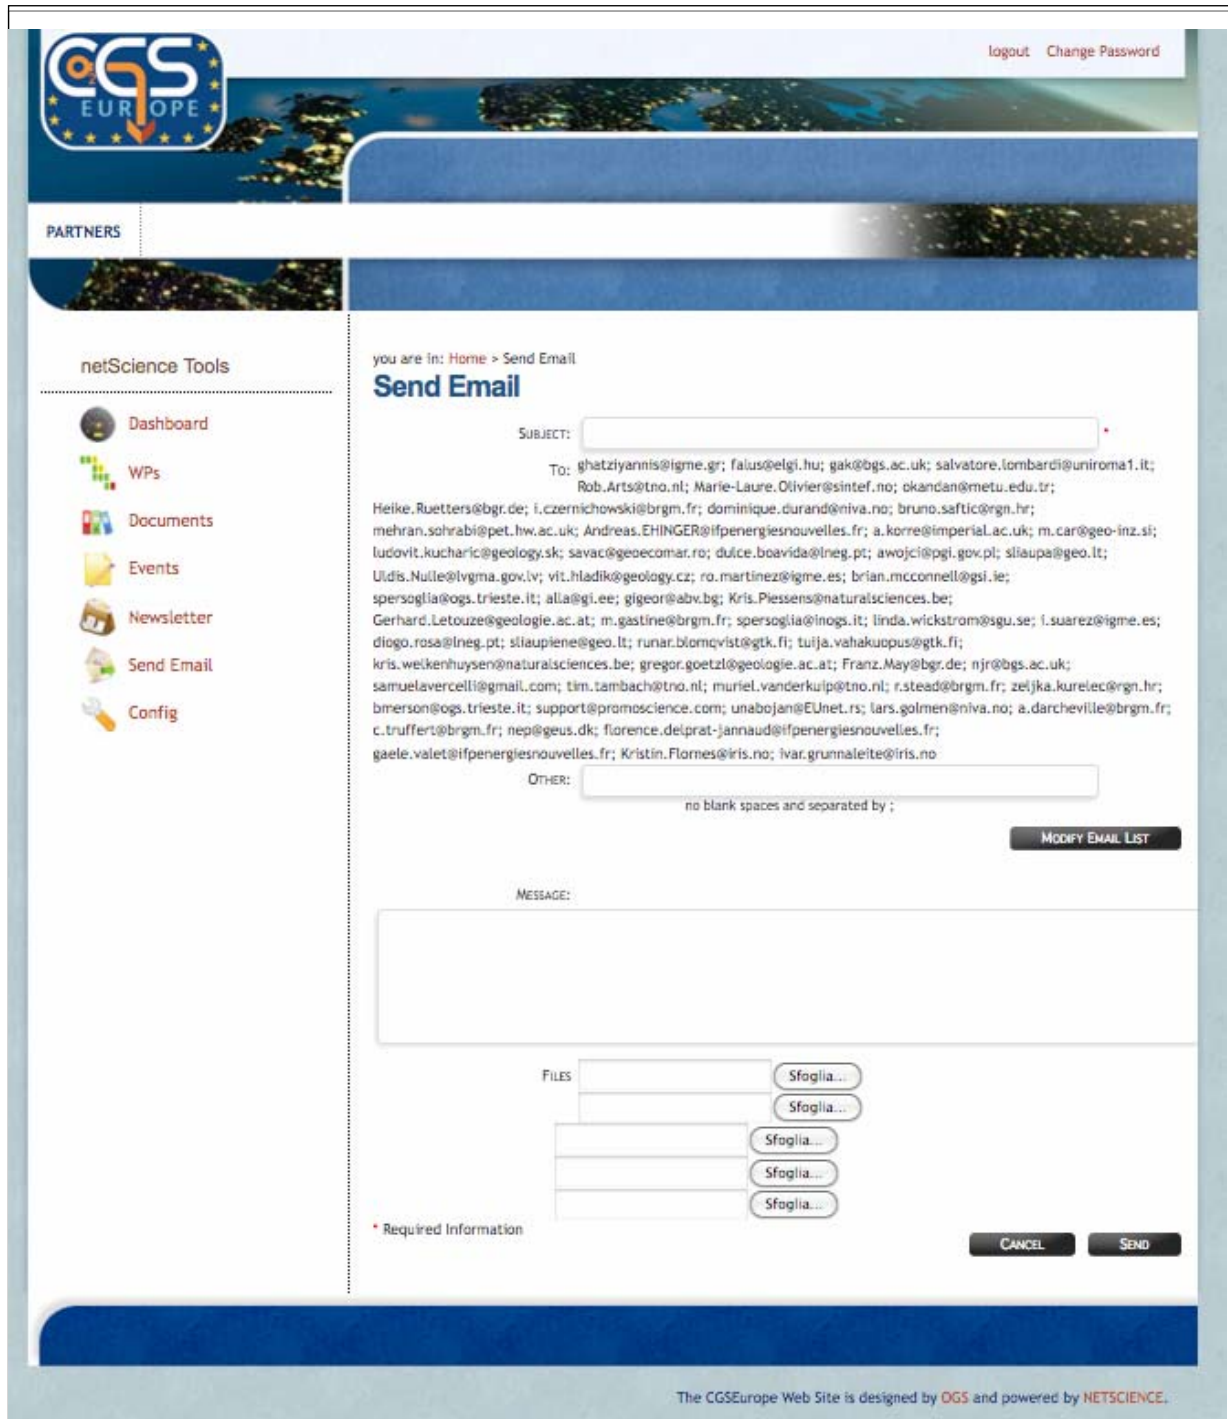 CGS
EUROPE
logout Change Password
PARTNERS
netScience Tools
Dashboard
WPs
Documents
Events
Newsletter
Send Email
Config
you are in: Home > Send Email
Send Email
SUBJECT: *
TO: ghatziyannis@igme.gr; falus@elgi.hu; gak@bgs.ac.uk; salvatore.lombardi@uniroma1.it;
Rob.Arts@tno.nl; Marie-Laure.Olivier@sintef.no; okandan@metu.edu.tr;
Heike.Ruetters@bgr.de; i.czernichowski@brgm.fr; dominique.durand@niva.no; bruno.saftic@rgn.hr;
mehran.sohrabi@pet.hw.ac.uk; Andreas.EHINGER@ifpenergiesnouvelles.fr; a.korre@imperial.ac.uk; m.car@geo-inz.si;
ludovit.kucharic@geology.sk; savac@geoecomar.ro; dulce.boavida@lneg.pt; awojci@pgi.gov.pl; sliaupa@geo.lt;
Uldis.Nulle@lvgma.gov.lv; vit.hladik@geology.cz; ro.martinez@igme.es; brian.mcconnell@gsi.ie;
spersoglia@ogs.trieste.it; alla@gi.ee; gigeor@abv.bg; Kris.Piessens@naturalsciences.be;
Gerhard.Letouze@geologie.ac.at; m.gastine@brgm.fr; spersoglia@inogs.it; linda.wickstrom@sgu.se; i.suarez@igme.es;
diogo.rosa@lneg.pt; sliaupiene@geo.lt; runar.blomqvist@gtk.fi; tuija.vahakuopus@gtk.fi;
kris.welkenhuysen@naturalsciences.be; gregor.goetzl@geologie.ac.at; Franz.May@bgr.de; njr@bgs.ac.uk;
samuelavercelli@gmail.com; tim.tambach@tno.nl; muriel.vanderkuip@tno.nl; r.stead@brgm.fr; zeljka.kurelec@rgn.hr;
bmerson@ogs.trieste.it; support@promoscience.com; unabojan@EUnet.rs; lars.golmen@niva.no; a.darcheville@brgm.fr;
c.truffert@brgm.fr; nep@geus.dk; florence.delprat-jannaud@ifpenergiesnouvelles.fr;
gaele.valet@ifpenergiesnouvelles.fr; Kristin.Flornes@iris.no; ivar.grunnaleite@iris.no
OTHER:
no blank spaces and separated by ;
MODIFY EMAIL LIST
MESSAGE:
FILES Sfoglia...
Sfoglia...
Sfoglia...
Sfoglia...
Sfoglia...
* Required Information
CANCEL SEND
The CGSEurope Web Site is designed by OGS and powered by NETSCIENCE.